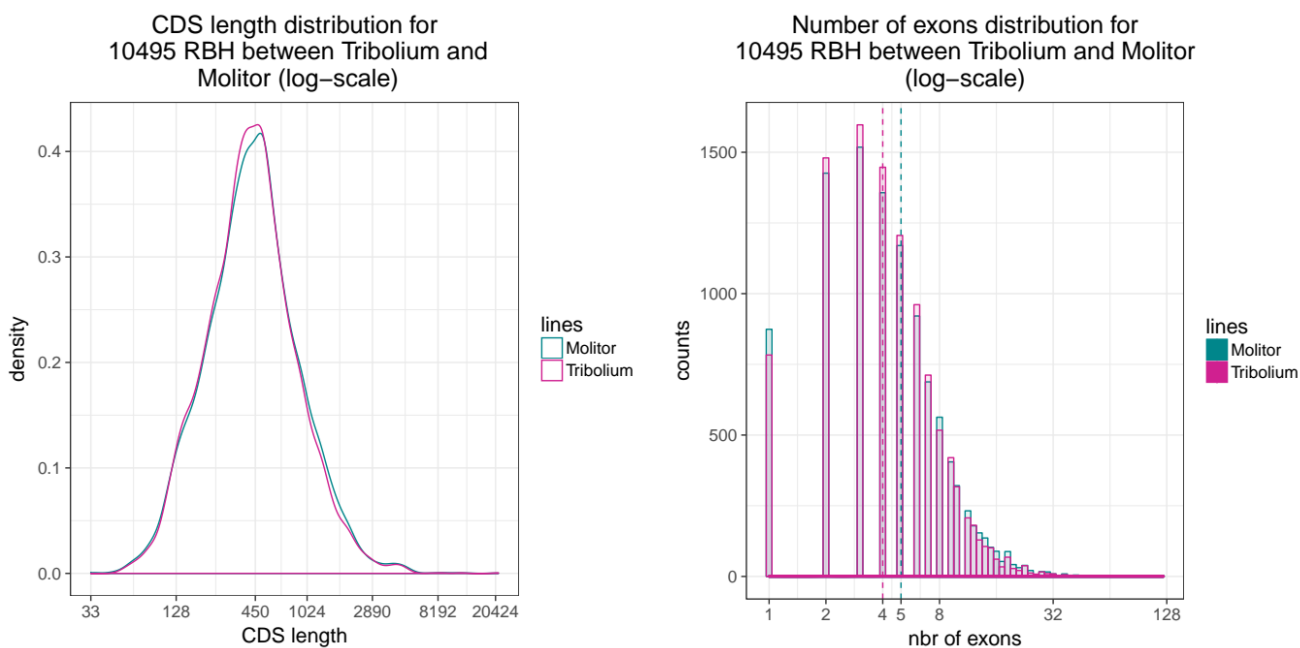 CDS length distribution for
10495 RBH between Tribolium and
Molitor (log−scale)
density
0.4
0.3
0.2
0.1
0.0
33
128
450
1024
2890
8192
20424
CDS length
lines
Molitor
Tribolium
Number of exons distribution for
10495 RBH between Tribolium and Molitor
(log−scale)
counts
1500
1000
500
0
1
2
4
5
8
32
128
nbr of exons
lines
Molitor
Tribolium